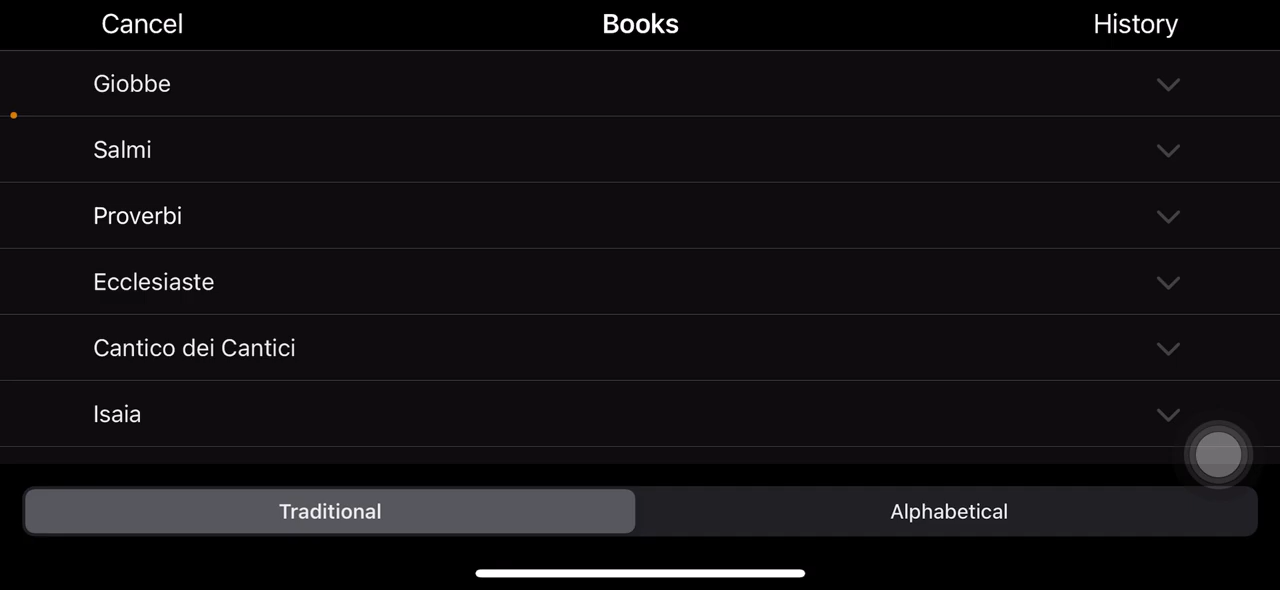 Cancel Books History
Giobbe
Salmi
Proverbi
Ecclesiaste
Cantico dei Cantici
Isaia
Traditional Alphabetical